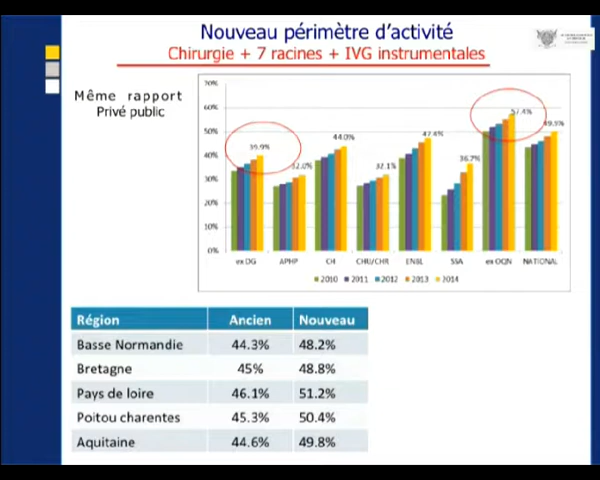 Nouveau périmètre d'activité
Chirurgie + 7 racines + IVG instrumentales
Même rapport
Privé public
70%
60%
50%
40%
30%
20%
10%
0%
39.9%
32.0%
44.0%
32.1%
47.4%
36.7%
57.4%
49.9%
ex DG APHP CH CHU/CHR ENSL SSA ex OQN NATIONAL
2010 2011 2012 2013 2014
Région Ancien Nouveau
Basse Normandie 44.3% 48.2%
Bretagne 45% 48.8%
Pays de loire 46.1% 51.2%
Poitou charentes 45.3% 50.4%
Aquitaine 44.6% 49.8%